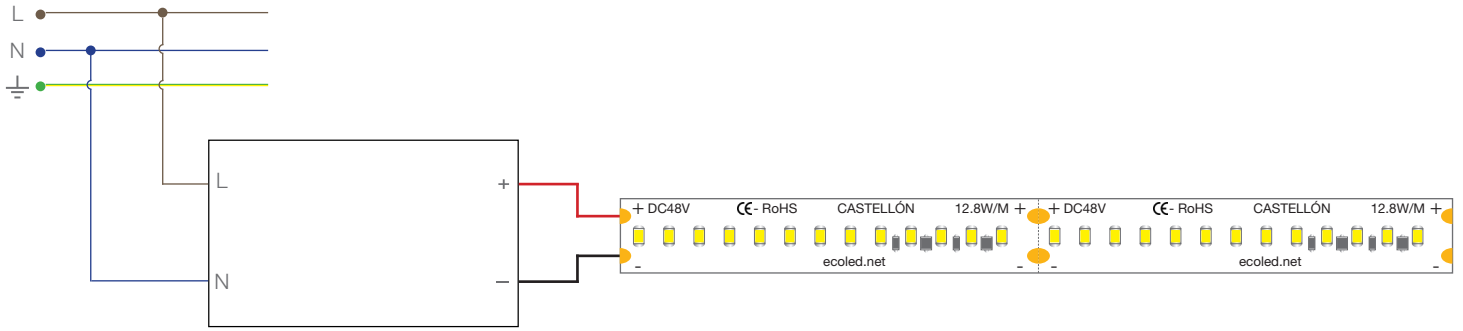 L
N
L
N
+
−
+ DC48V CE - RoHS CASTELLÓN 12.8W/M +
- ecoled.net -
+ DC48V CE - RoHS CASTELLÓN 12.8W/M +
- ecoled.net -